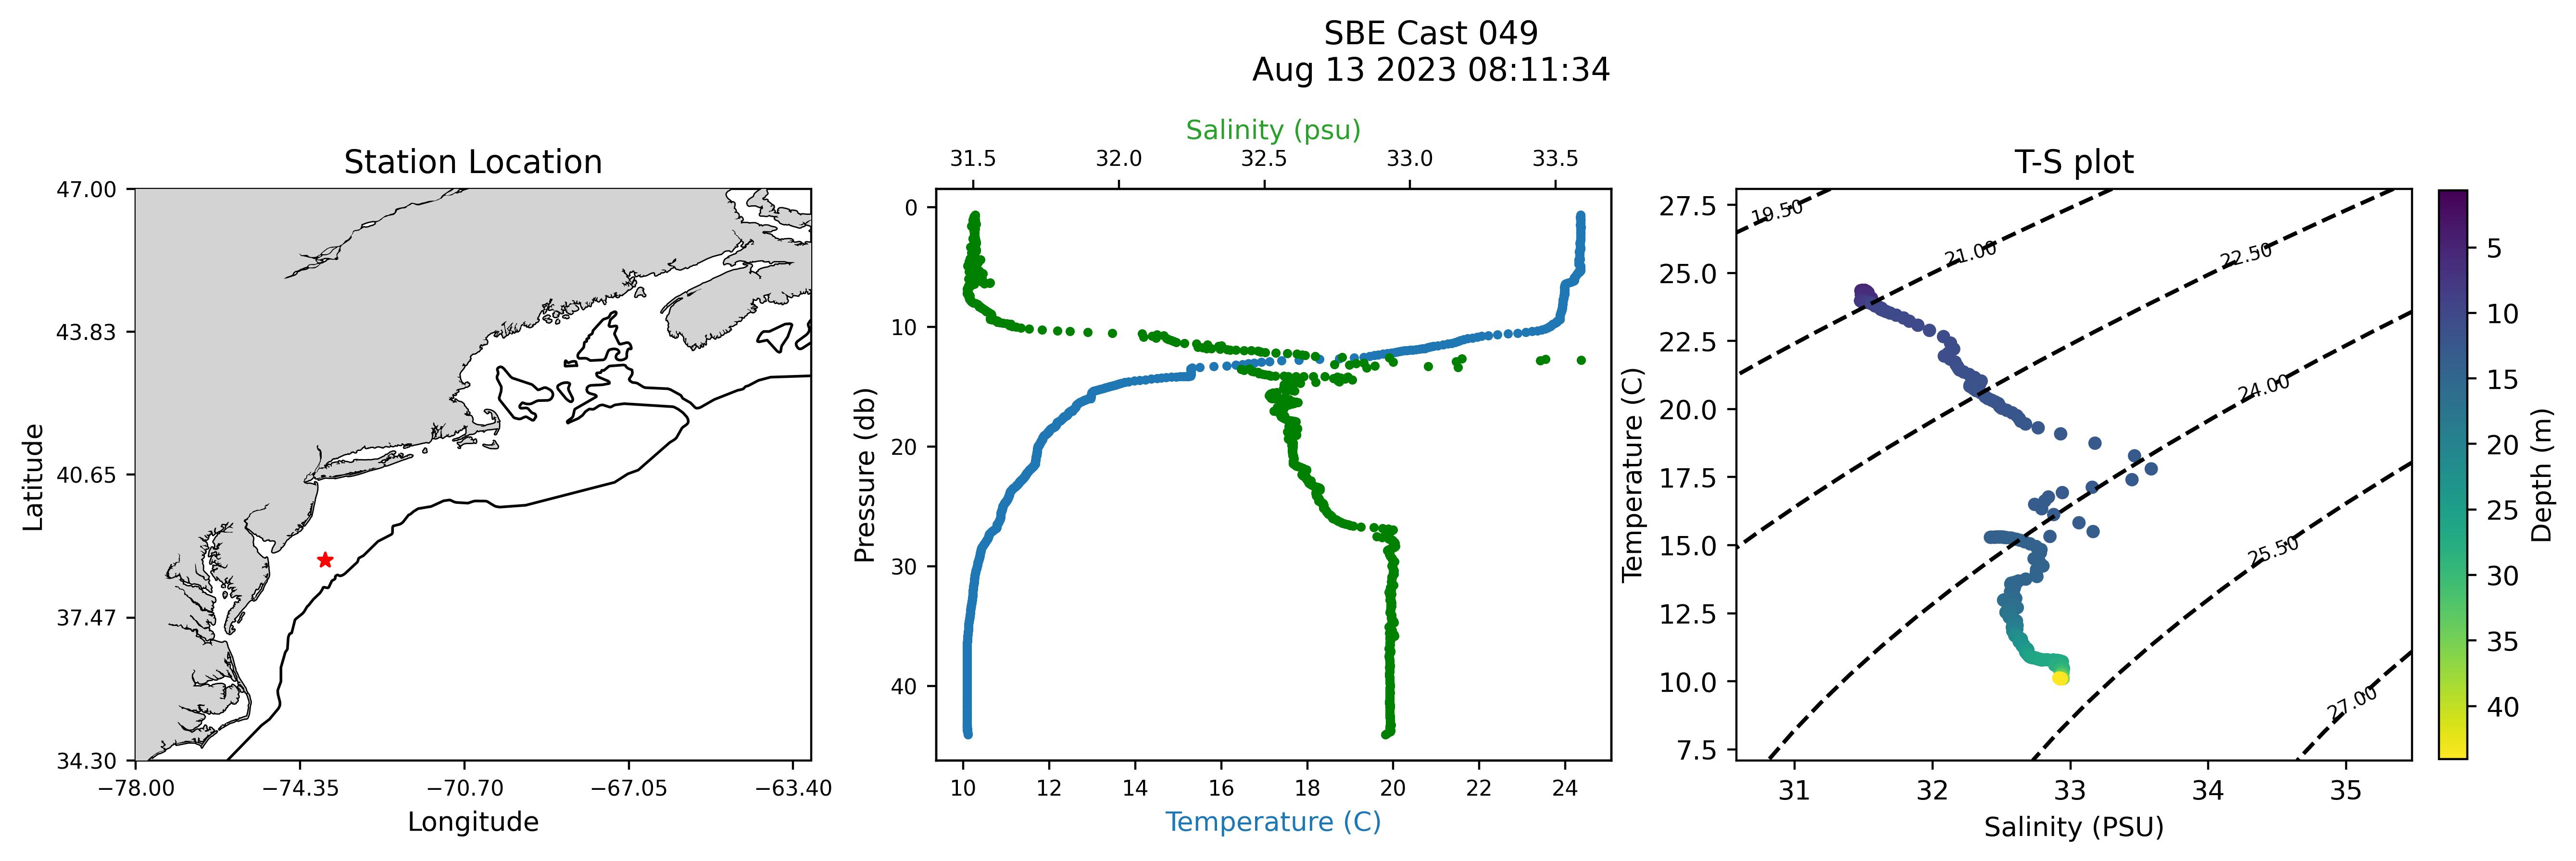 SBE Cast 049
Aug 13 2023 08:11:34
Station Location
47.00
43.83
40.65
37.47
34.30
Latitude
−78.00 −74.35 −70.70 −67.05 −63.40
Longitude
Salinity (psu)
31.5 32.0 32.5 33.0 33.5
0
10
20
30
40
Pressure (db)
10 12 14 16 18 20 22 24
Temperature (C)
T-S plot
27.5
25.0
22.5
20.0
17.5
15.0
12.5
10.0
7.5
Temperature (C)
19.50
21.00
22.50
24.00
25.50
27.00
31 32 33 34 35
Salinity (PSU)
5
10
15
20
25
30
35
40
Depth (m)